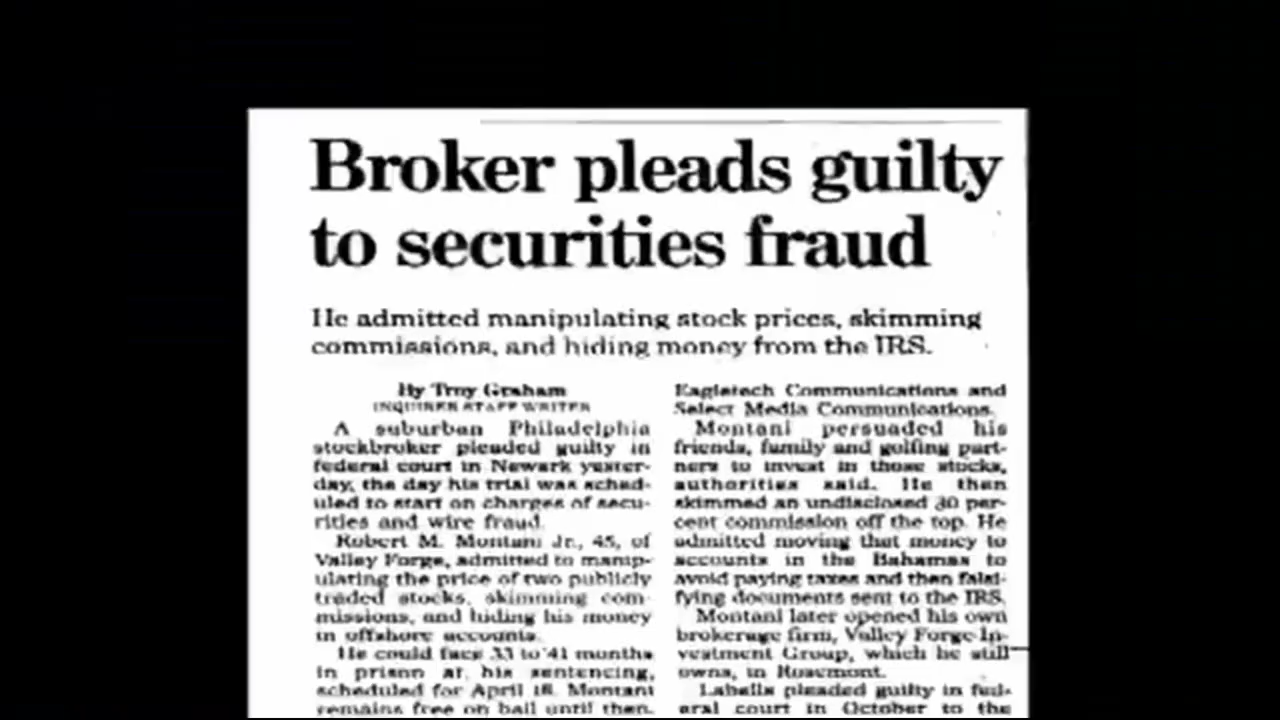 Broker pleads guilty
to securities fraud
He admitted manipulating stock prices, skimming
commissions, and hiding money from the IRS.
By Troy Graham
INQUIRER STAFF WRITER
A suburban Philadelphia
stockbroker pleaded guilty in
federal court in Newark yester-
day, the day his trial was sched-
uled to start on charges of secu-
rities and wire fraud.
Robert M. Montani Jr., 45, of
Valley Forge, admitted to manip-
ulating the price of two publicly
traded stocks, skimming com-
missions, and hiding his money
in offshore accounts.
He could face 33 to 41 months
in prison at his sentencing,
scheduled for April 18. Montani
remains free on bail until then.
Eagletech Communications and
Select Media Communications.
Montani persuaded his
friends, family and golfing part-
ners to invest in those stocks,
authorities said. He then
skimmed an undisclosed 30 per-
cent commission off the top. He
admitted moving that money to
accounts in the Bahamas to
avoid paying taxes and then falsi-
fying documents sent to the IRS.
Montani later opened his own
brokerage firm, Valley Forge In-
vestment Group, which he still
owns, in Rosemont.
Labella pleaded guilty in fed-
eral court in October to the